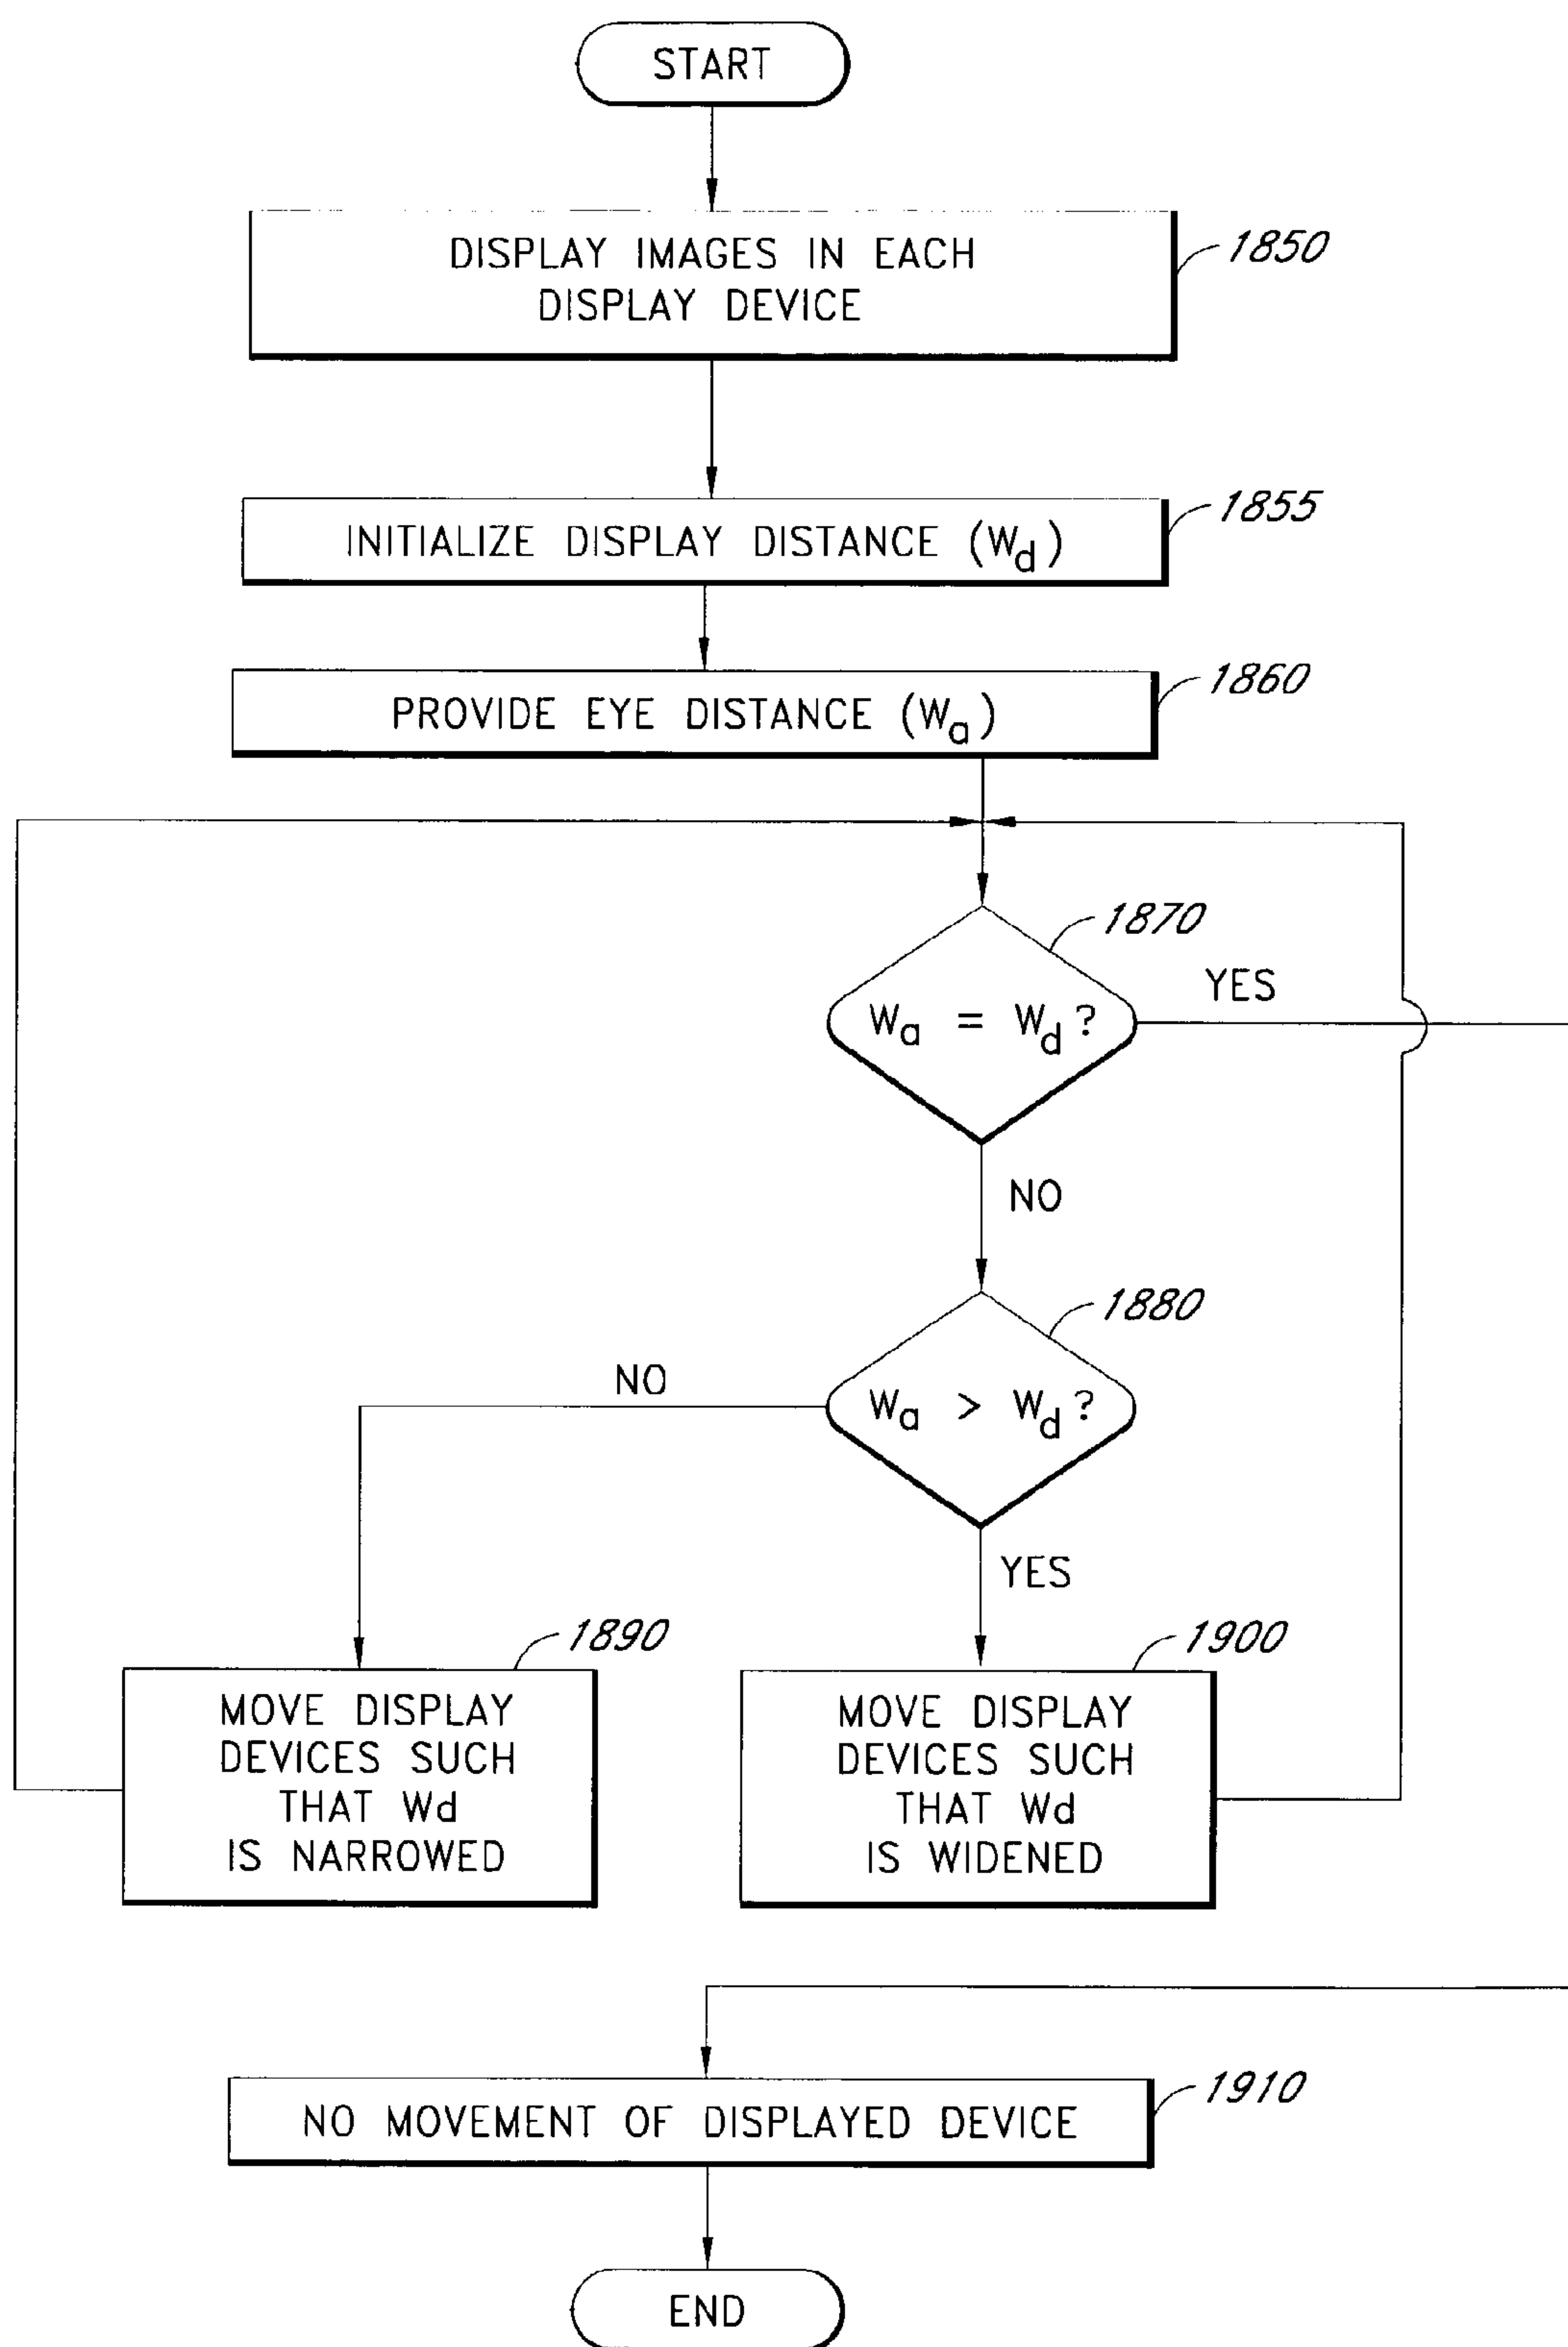 START
DISPLAY IMAGES IN EACH
DISPLAY DEVICE
1850
INITIALIZE DISPLAY DISTANCE (Wd)
1855
PROVIDE EYE DISTANCE (Wa)
1860
1870
Wa = Wd?
YES
NO
1880
Wa > Wd?
NO
YES
1890
MOVE DISPLAY
DEVICES SUCH
THAT Wd
IS NARROWED
1900
MOVE DISPLAY
DEVICES SUCH
THAT Wd
IS WIDENED
NO MOVEMENT OF DISPLAYED DEVICE
1910
END